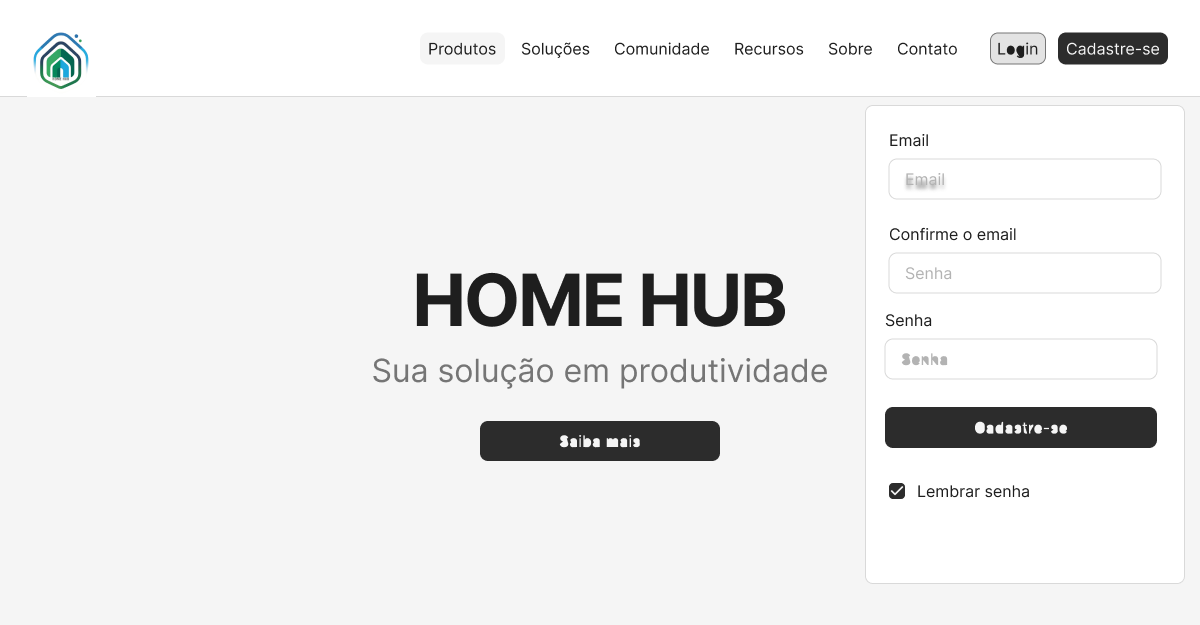 Produtos Soluções Comunidade Recursos Sobre Contato Login Cadastre-se
Email
Email
Confirme o email
Senha
Senha
Senha
Cadastre-se
Lembrar senha
HOME HUB
Sua solução em produtividade
Saiba mais